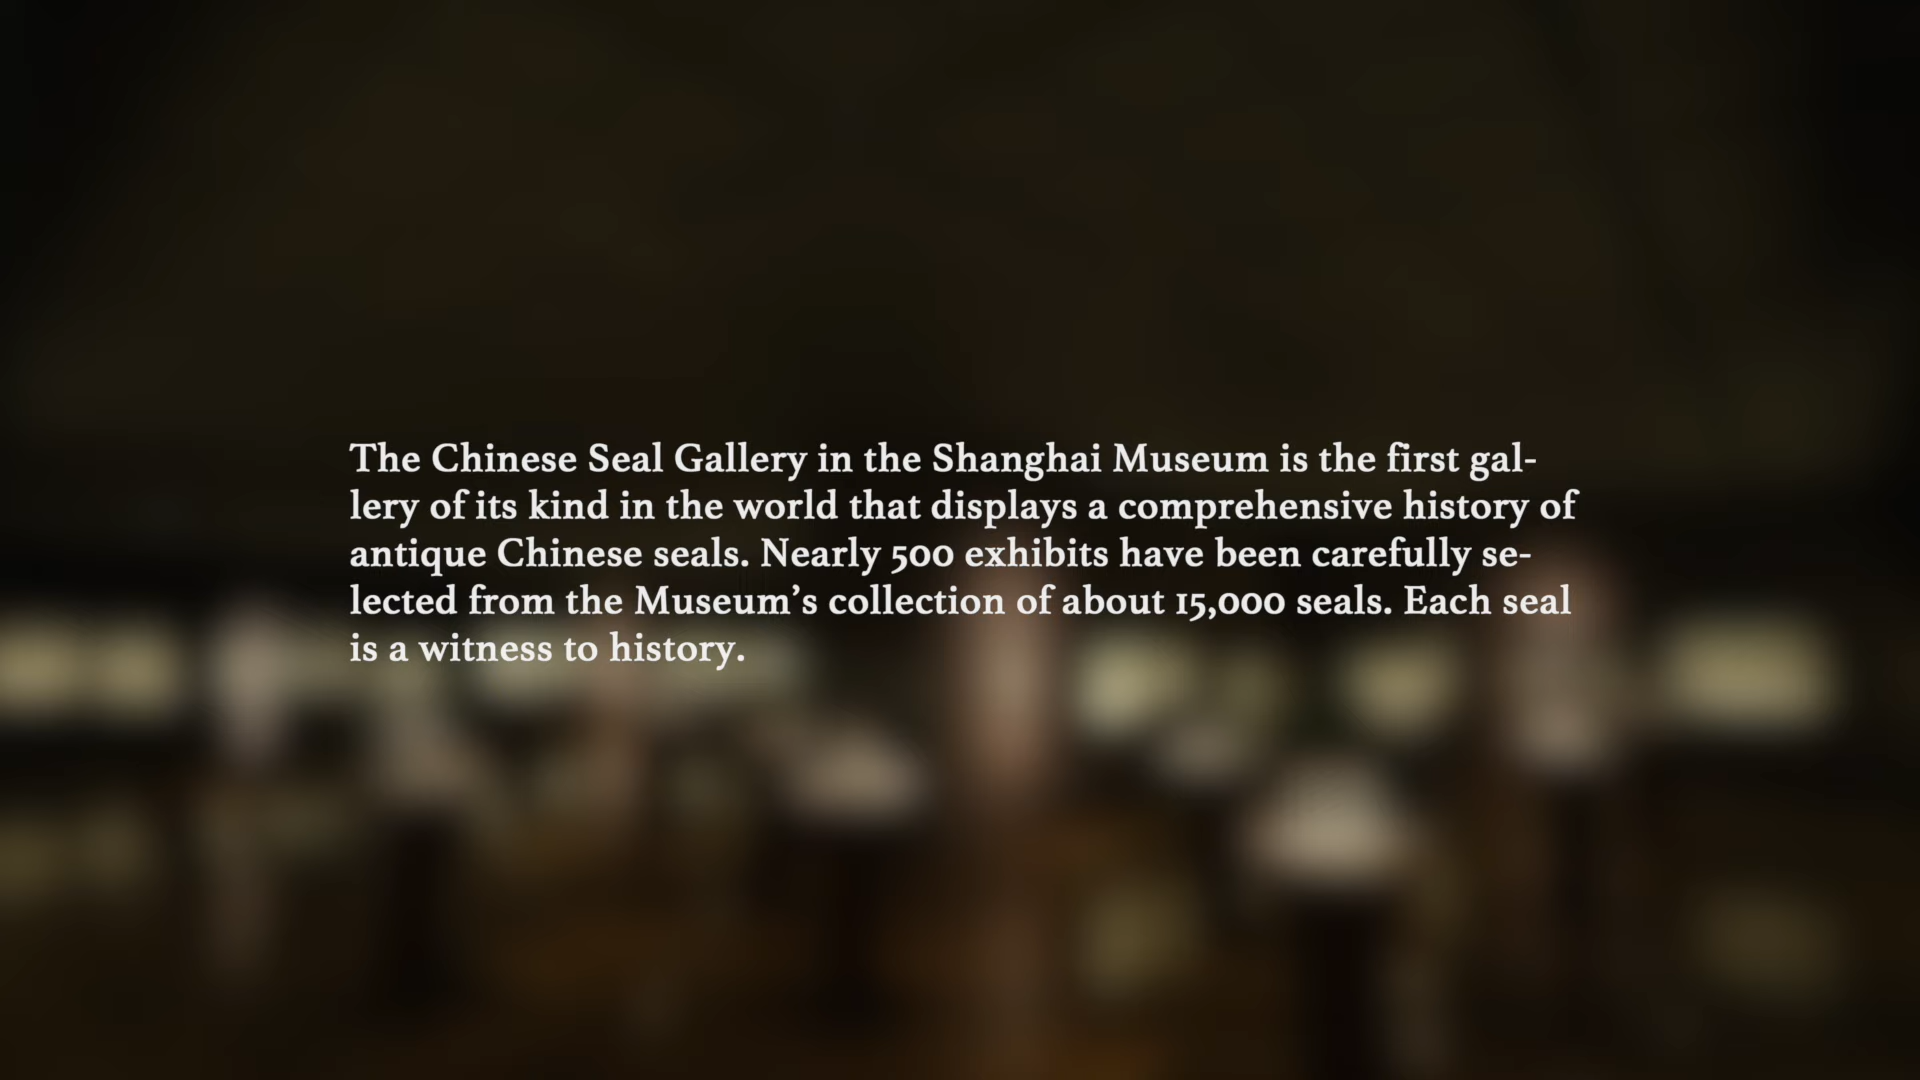 The Chinese Seal Gallery in the Shanghai Museum is the first gal-
lery of its kind in the world that displays a comprehensive history of
antique Chinese seals. Nearly 500 exhibits have been carefully se-
lected from the Museum’s collection of about 15,000 seals. Each seal
is a witness to history.